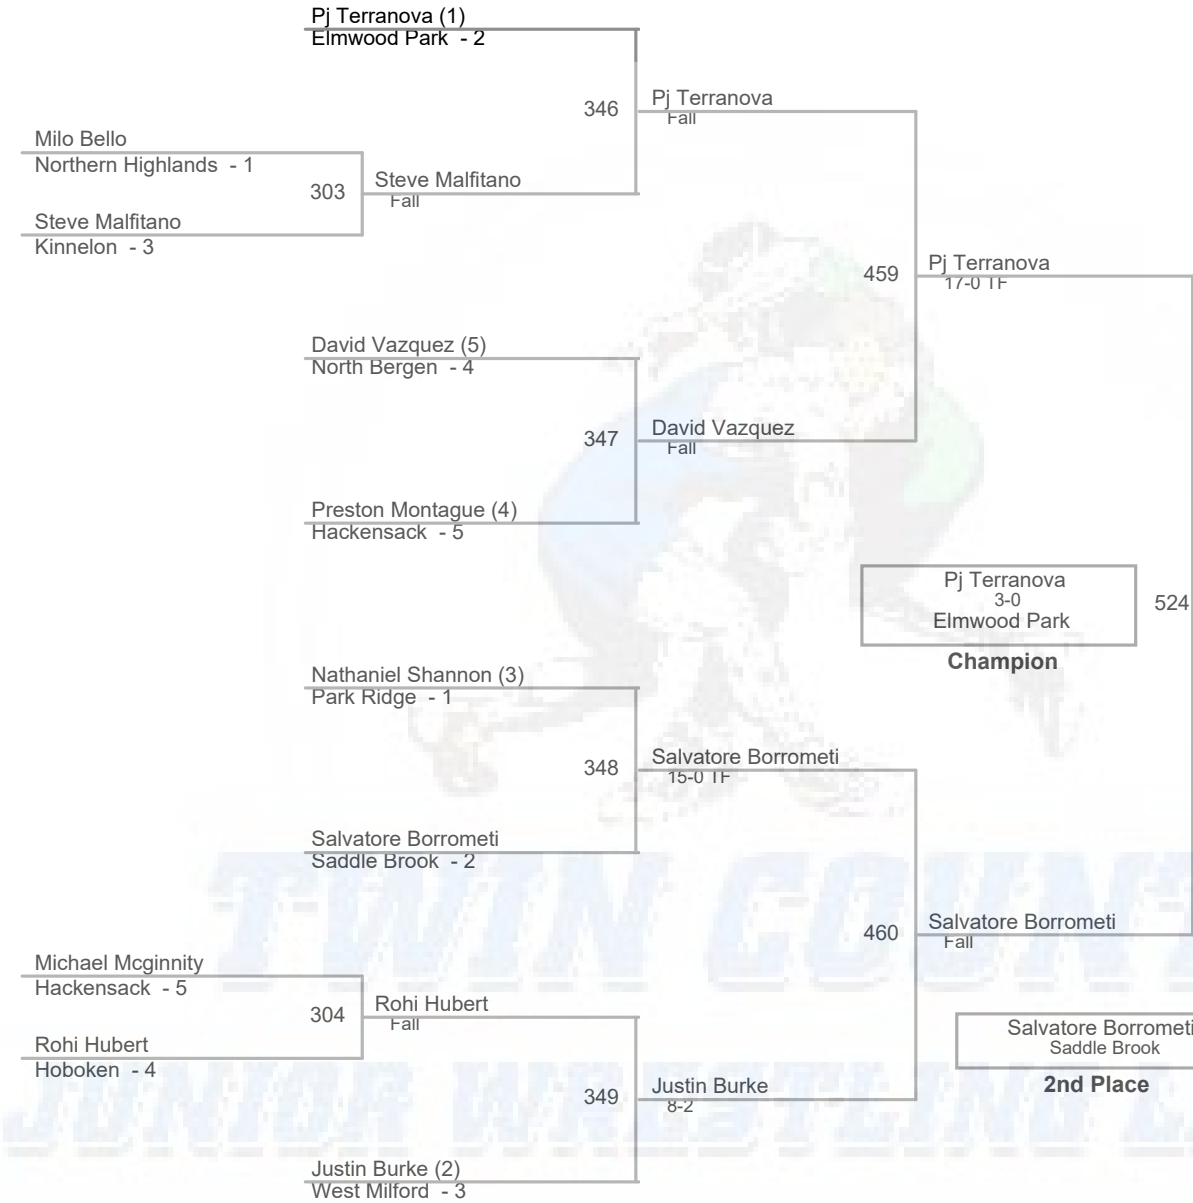 Pj Terranova (1)
Elmwood Park - 2
346
Pj Terranova
Fall
Milo Bello
Northern Highlands - 1
303
Steve Malfitano
Fall
Steve Malfitano
Kinnelon - 3
459
Pj Terranova
17-0 TF
David Vazquez (5)
North Bergen - 4
347
David Vazquez
Fall
Preston Montague (4)
Hackensack - 5
Pj Terranova
3-0
Elmwood Park
Champion
524
Nathaniel Shannon (3)
Park Ridge - 1
348
Salvatore Borrometi
15-0 TF
Salvatore Borrometi
Saddle Brook - 2
460
Salvatore Borrometi
Fall
Michael Mcginnity
Hackensack - 5
304
Rohi Hubert
Fall
Rohi Hubert
Hoboken - 4
Salvatore Borrometi
Saddle Brook
2nd Place
349
Justin Burke
8-2
Justin Burke (2)
West Milford - 3
TWIN COUNT
JUNIOR WRESTLING L